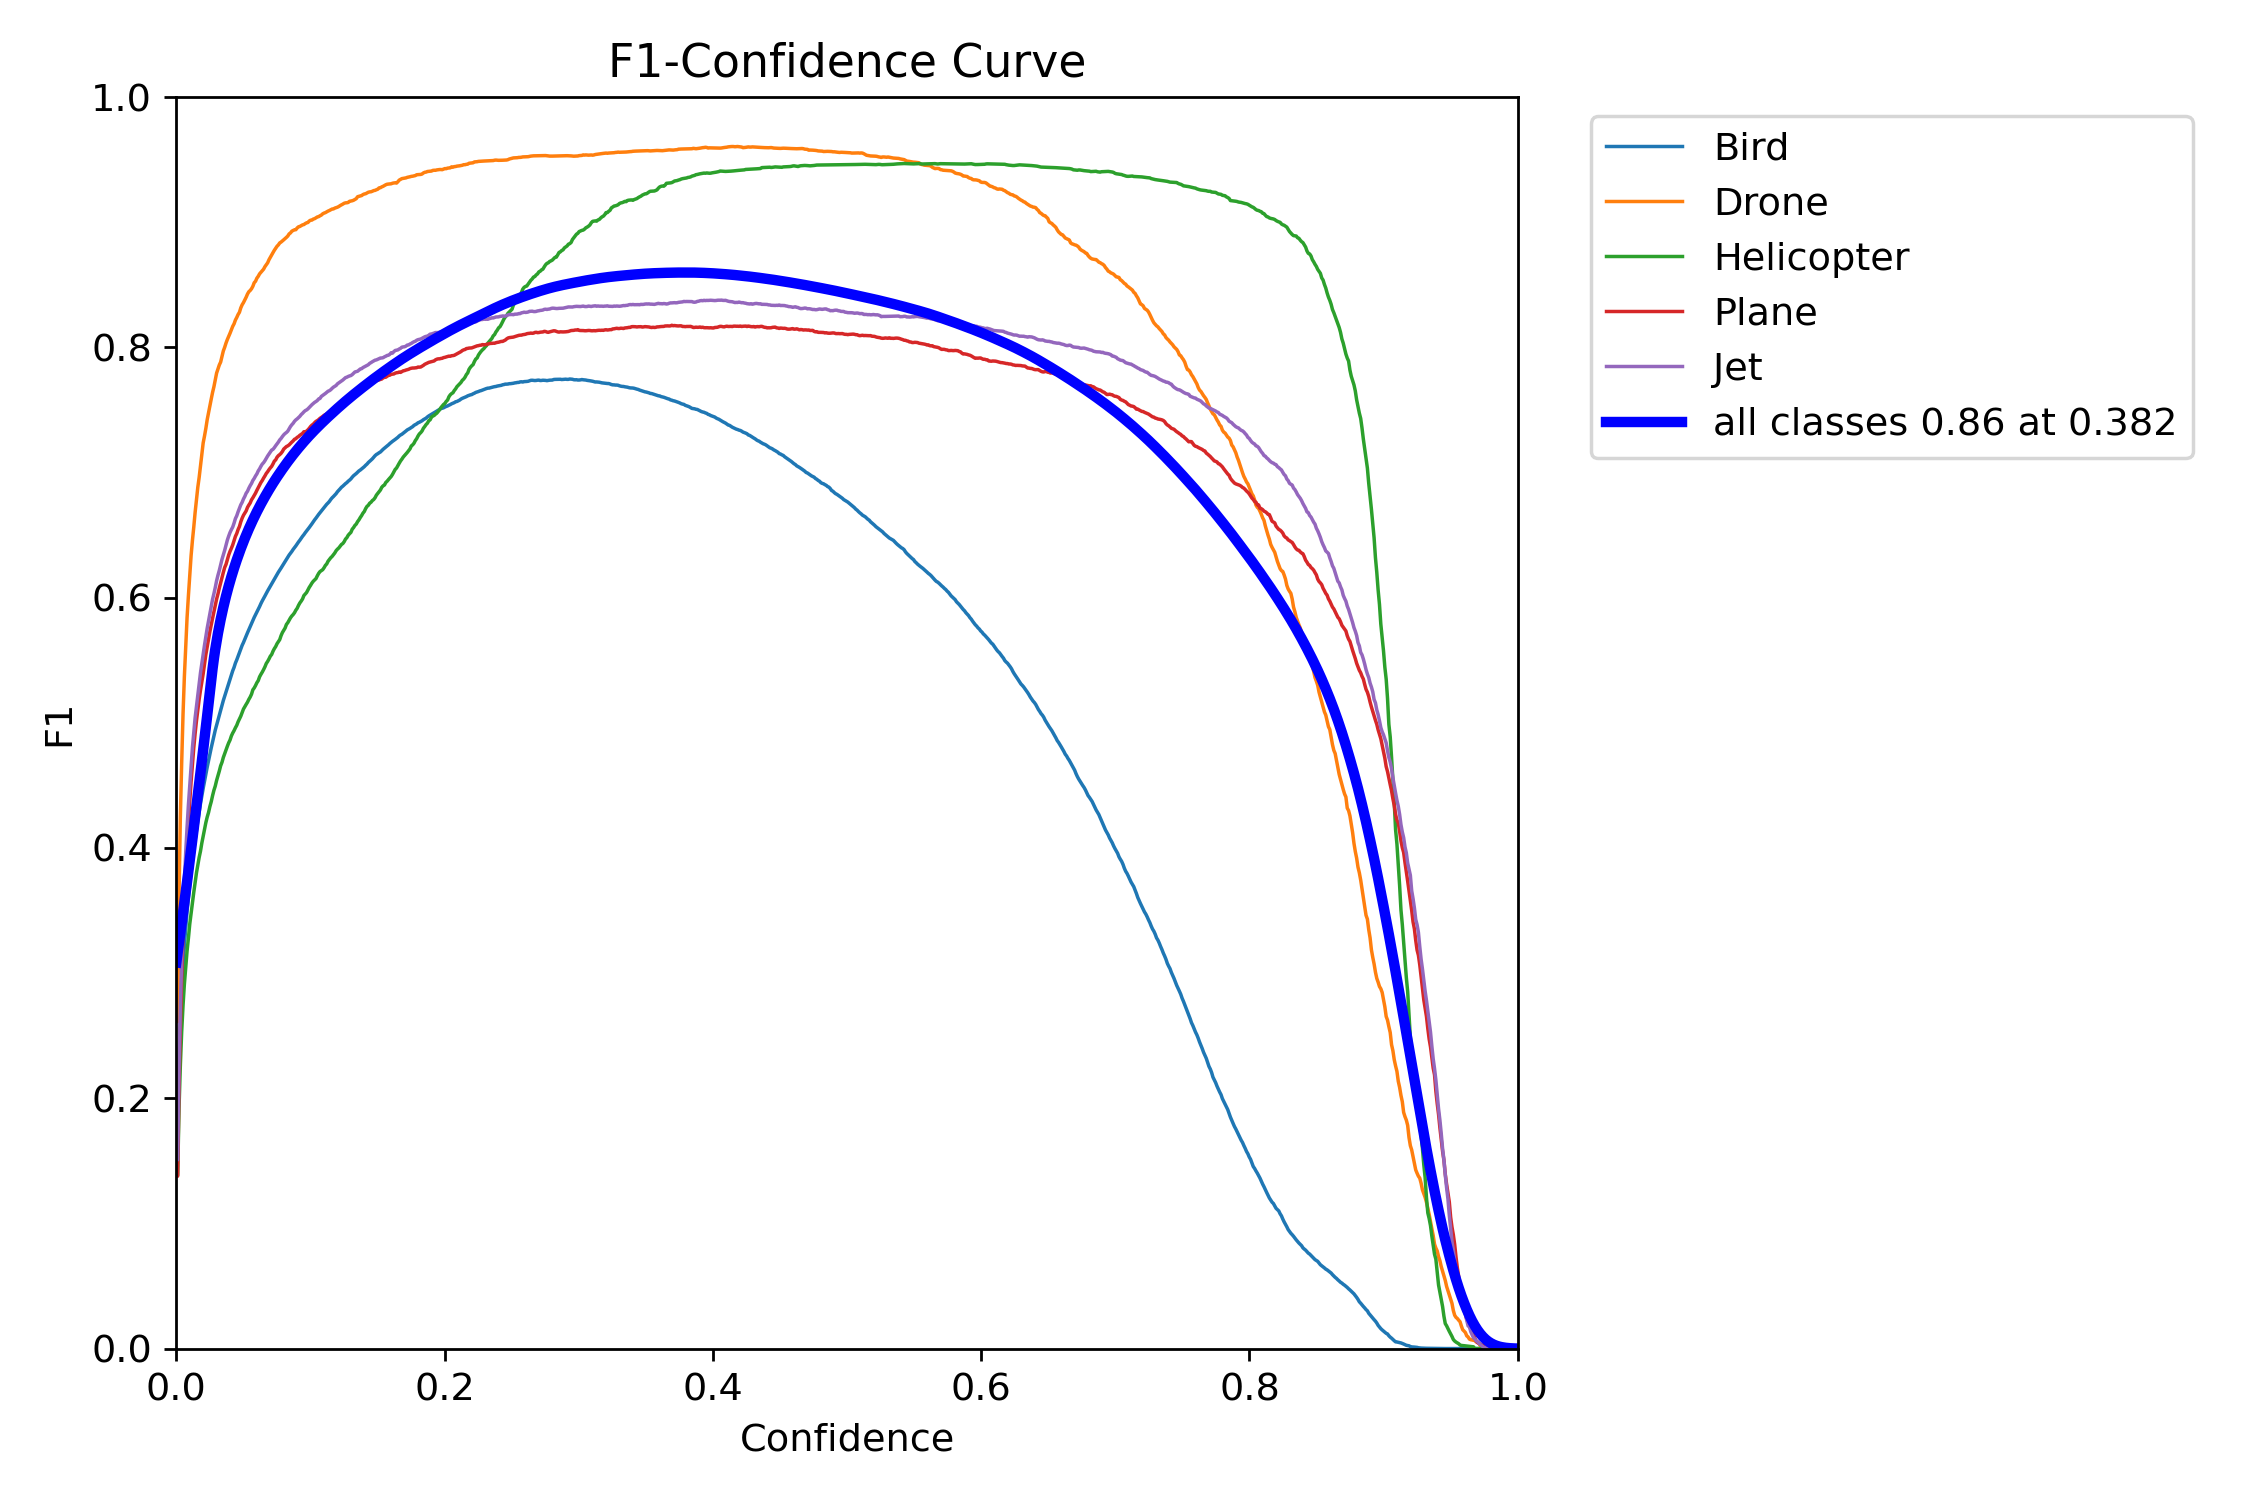 F1-Confidence Curve
1.0
0.8
0.6
0.4
0.2
0.0
F1
0.0 0.2 0.4 0.6 0.8 1.0
Confidence
Bird
Drone
Helicopter
Plane
Jet
all classes 0.86 at 0.382